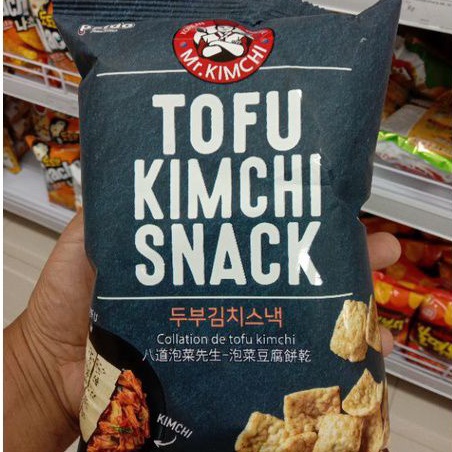 Paldo
Mr.KIMCHI
TOFU
KIMCHI
SNACK
두부김치스낵
Collation de tofu kimchi
八道泡菜先生-泡菜豆腐餅乾
KIMCHI